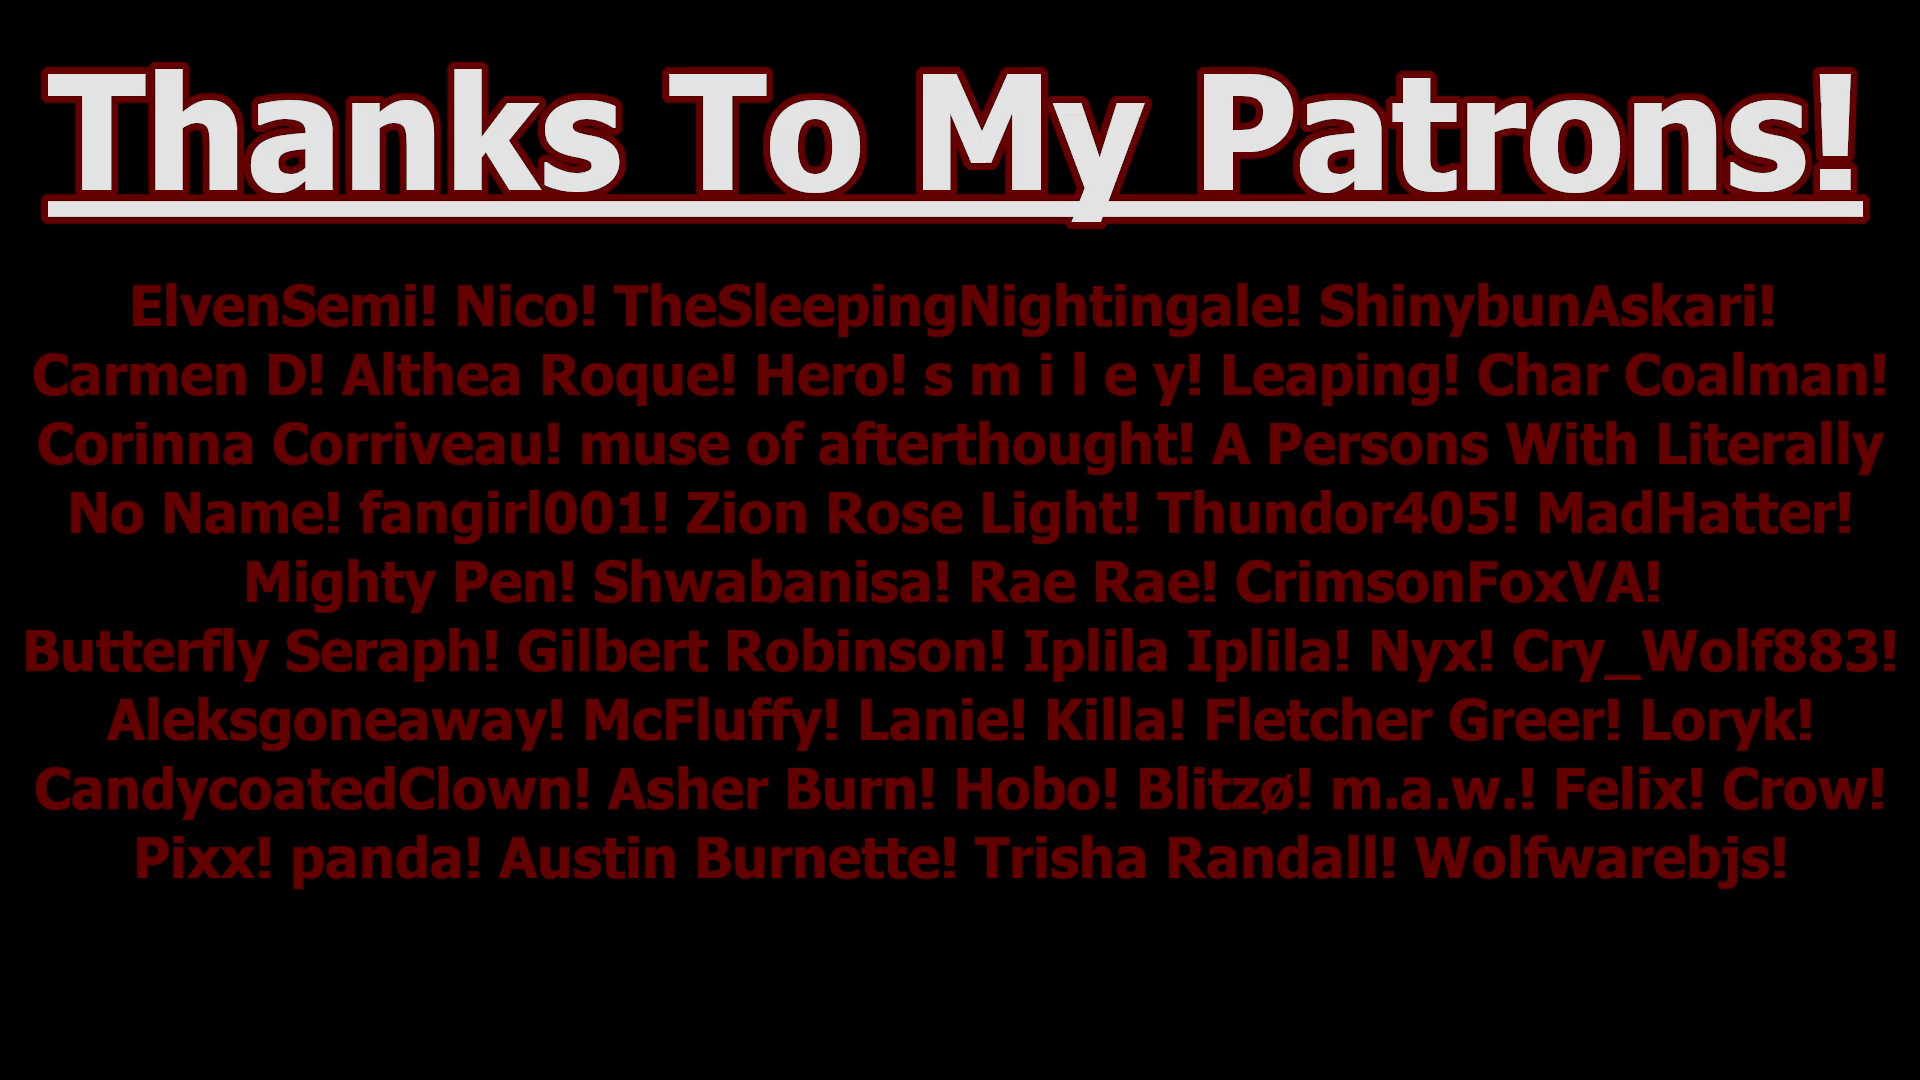 Thanks To My Patrons!
ElvenSemi! Nico! TheSleepingNightingale! ShinybunAskari!
Carmen D! Althea Roque! Hero! s m i l e y! Leaping! Char Coalman!
Corinna Corriveau! muse of afterthought! A Persons With Literally
No Name! fangirl001! Zion Rose Light! Thundor405! MadHatter!
Mighty Pen! Shwabanisa! Rae Rae! CrimsonFoxVA!
Butterfly Seraph! Gilbert Robinson! Iplila Iplila! Nyx! Cry_Wolf883!
Aleksgoneaway! McFluffy! Lanie! Killa! Fletcher Greer! Loryk!
CandycoatedClown! Asher Burn! Hobo! Blitzø! m.a.w.! Felix! Crow!
Pixx! panda! Austin Burnette! Trisha Randall! Wolfwarebjs!